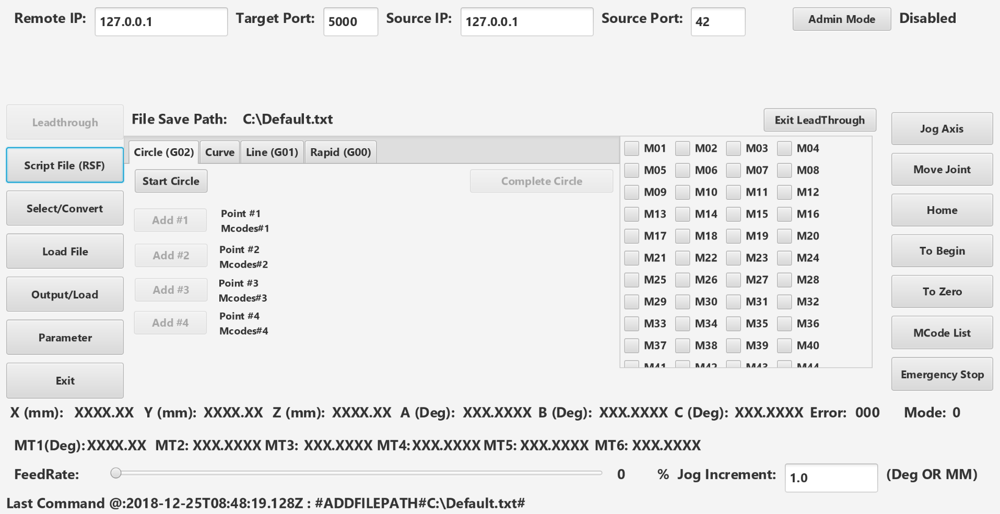 Remote IP: 127.0.0.1 Target Port: 5000 Source IP: 127.0.0.1 Source Port: 42 Admin Mode Disabled
Leadthrough
Script File (RSF)
Select/Convert
Load File
Output/Load
Parameter
Exit
File Save Path: C:\Default.txt
Exit LeadThrough
Circle (G02) Curve Line (G01) Rapid (G00)
Start Circle Complete Circle
Add #1 Point #1
Mcodes#1
Add #2 Point #2
Mcodes#2
Add #3 Point #3
Mcodes#3
Add #4 Point #4
Mcodes#4
M01 M02 M03 M04
M05 M06 M07 M08
M09 M10 M11 M12
M13 M14 M15 M16
M17 M18 M19 M20
M21 M22 M23 M24
M25 M26 M27 M28
M29 M30 M31 M32
M33 M34 M35 M36
M37 M38 M39 M40
M41 M42 M43 M44
Jog Axis
Move Joint
Home
To Begin
To Zero
MCode List
Emergency Stop
X (mm): XXXX.XX Y (mm): XXXX.XX Z (mm): XXXX.XX A (Deg): XXX.XXXX B (Deg): XXX.XXXX C (Deg): XXX.XXXX Error: 000 Mode: 0
MT1(Deg): XXXX.XX MT2: XXX.XXXX MT3: XXX.XXXX MT4: XXX.XXXX MT5: XXX.XXXX MT6: XXX.XXXX
FeedRate: 0 % Jog Increment: 1.0 (Deg OR MM)
Last Command @:2018-12-25T08:48:19.128Z : #ADDFILEPATH#C:\Default.txt#